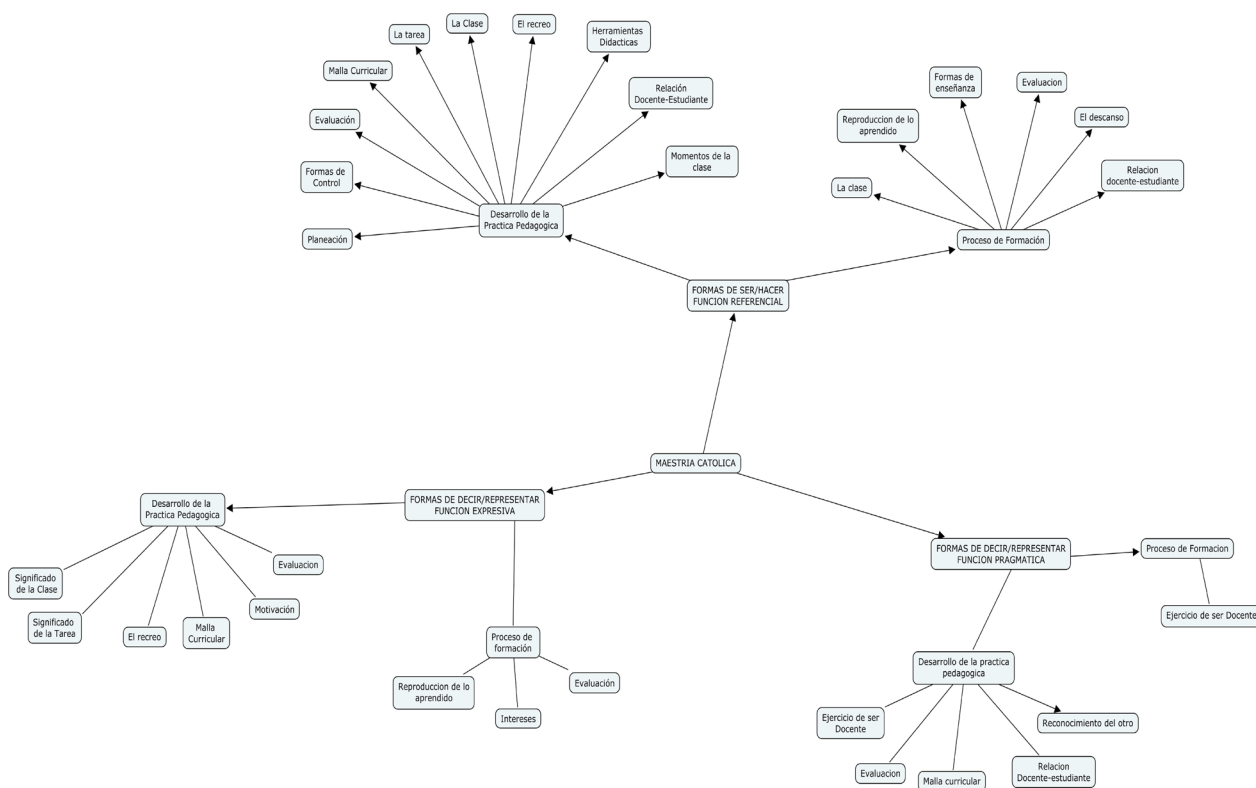 La Clase
El recreo
La tarea
Herramientas
Didacticas
Malla Curricular
Relación
Docente-Estudiante
Evaluación
Momentos de la
clase
Formas de
Control
Desarrollo de la
Practica Pedagogica
Planeación
Formas de
enseñanza
Evaluacion
Reproduccion de lo
aprendido
El descanso
La clase
Relacion
docente-estudiante
Proceso de Formación
FORMAS DE SER/HACER
FUNCION REFERENCIAL
MAESTRIA CATOLICA
Desarrollo de la
Practica Pedagogica
FORMAS DE DECIR/REPRESENTAR
FUNCION EXPRESIVA
Evaluacion
Significado
de la Clase
Motivación
Significado
de la Tarea
El recreo
Malla
Curricular
Proceso de
formación
Reproduccion de lo
aprendido
Evaluación
Intereses
FORMAS DE DECIR/REPRESENTAR
FUNCION PRAGMATICA
Proceso de Formacion
Ejercicio de ser Docente
Desarrollo de la practica
pedagogica
Ejercicio de ser
Docente
Reconocimiento del otro
Evaluacion
Malla curricular
Relacion
Docente-estudiante